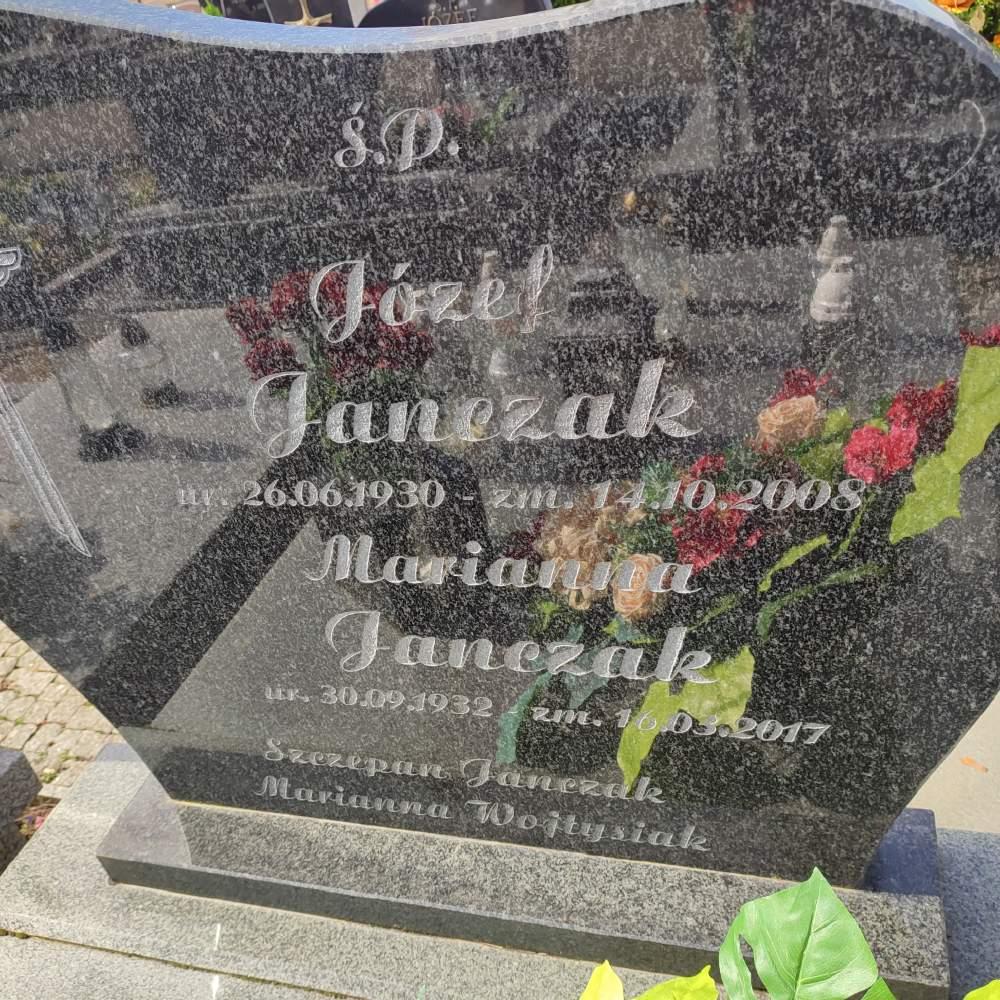 JÓZEF
Ś.P.
Józef
Janczak
ur. 26.06.1930 - zm. 14.10.2008
Marianna
Janczak
ur. 30.09.1932 - zm. 16.03.2017
Szczepan Janczak
Marianna Wojtysiak